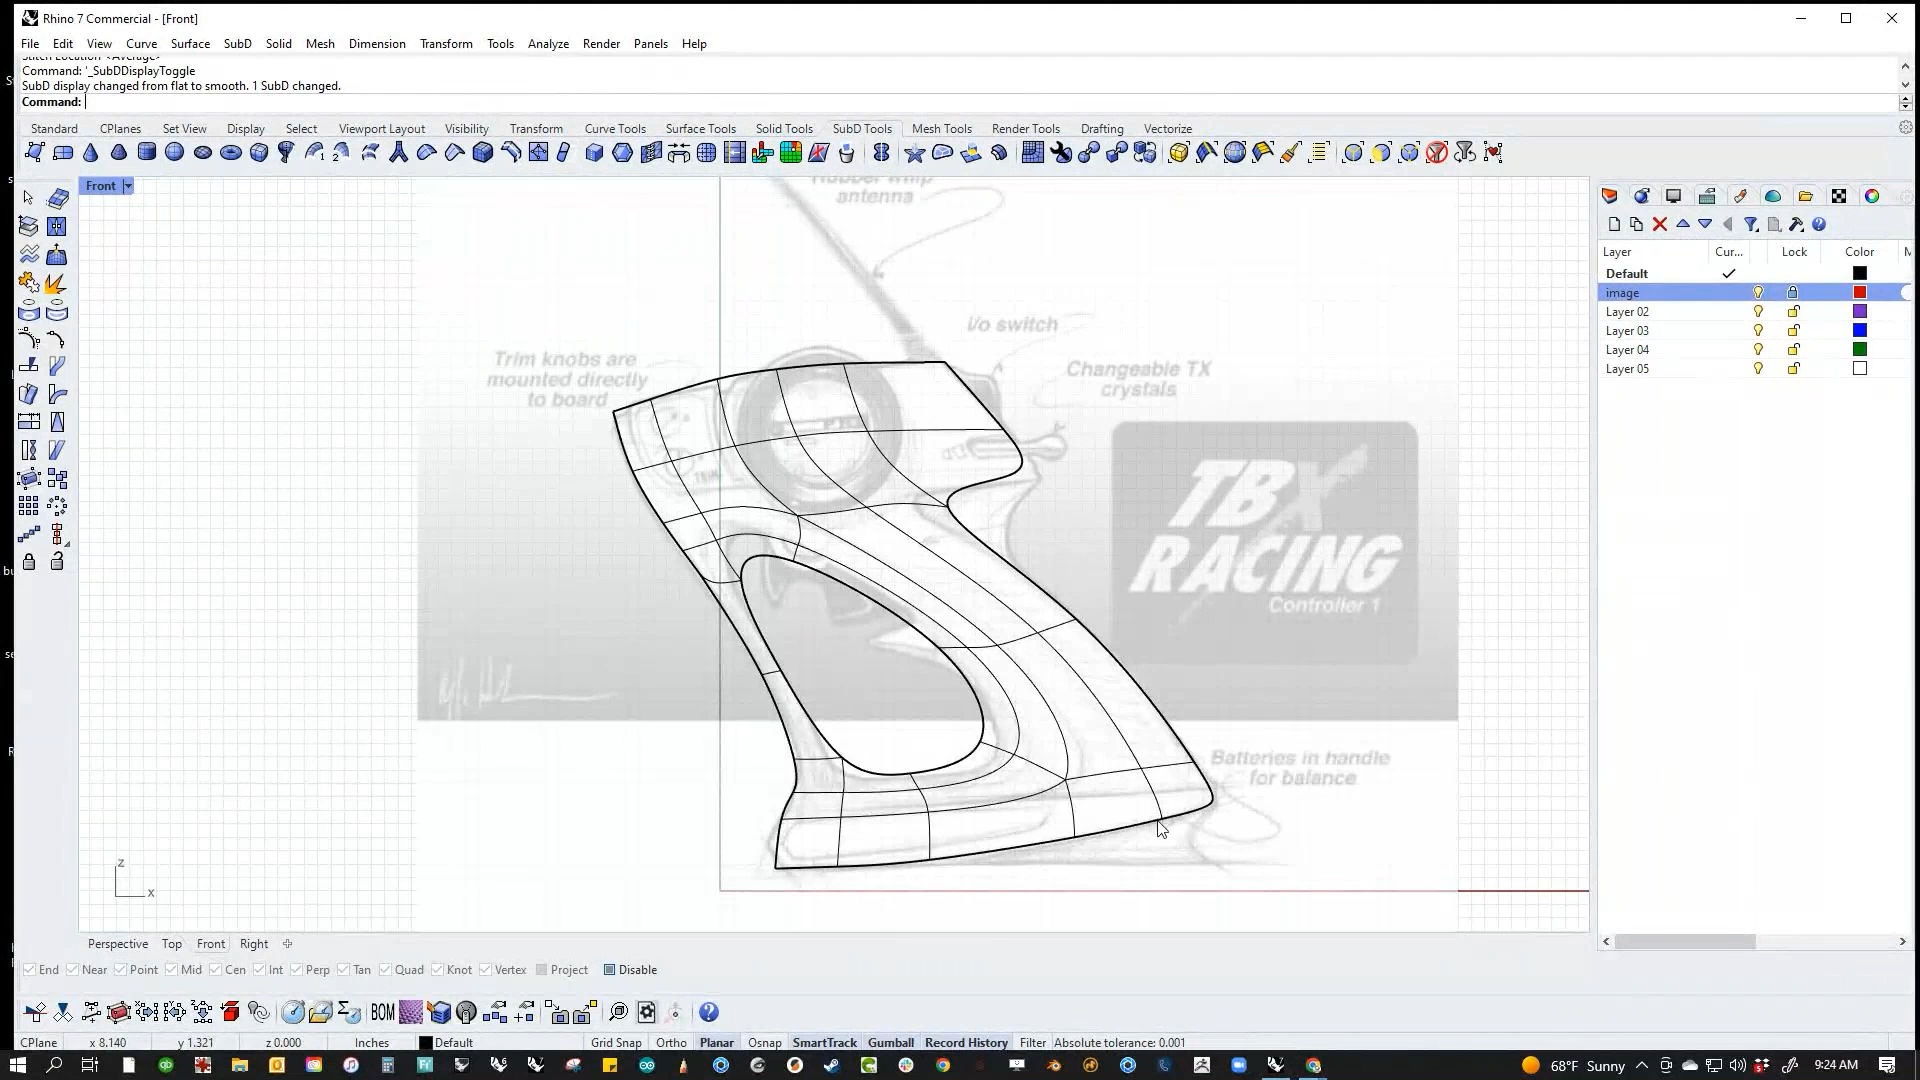 Rhino 7 Commercial - [Front]
File Edit View Curve Surface SubD Solid Mesh Dimension Transform Tools Analyze Render Panels Help
Stitch Location <Average>
Command: '_SubDDisplayToggle
SubD display changed from flat to smooth. 1 SubD changed.
Command:
Standard CPlanes Set View Display Select Viewport Layout Visibility Transform Curve Tools Surface Tools Solid Tools SubD Tools Mesh Tools Render Tools Drafting Vectorize
Front
Rubber whip
antenna
I/o switch
Trim knobs are
mounted directly
to board
Changeable TX
crystals
TRIM
TBX
RACING
Controller 1
Batteries in handle
for balance
z
x
Layer Cur... Lock Color M
Default
image
Layer 02
Layer 03
Layer 04
Layer 05
Perspective Top Front Right
End Near Point Mid Cen Int Perp Tan Quad Knot Vertex Project Disable
BOM
CPlane x 8.140 y 1.321 z 0.000 Inches Default Grid Snap Ortho Planar Osnap SmartTrack Gumball Record History Filter Absolute tolerance: 0.001
68°F Sunny 9:24 AM